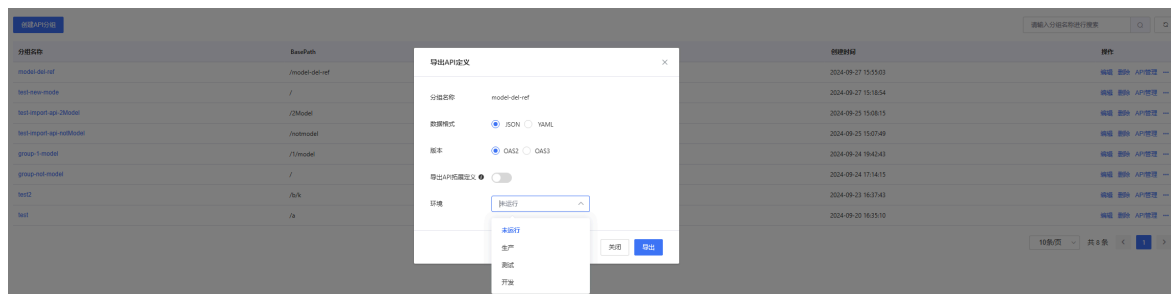 创建API分组
请输入分组名称进行搜索
分组名称 BasePath 创建时间 操作
model-del-ref /model-del-ref 2024-09-27 15:55:03 编辑 删除 API管理 ...
test-new-mode / 2024-09-27 15:18:54 编辑 删除 API管理 ...
test-import-api-2Model /2Model 2024-09-25 15:08:15 编辑 删除 API管理 ...
test-import-api-notModel /notmodel 2024-09-25 15:07:49 编辑 删除 API管理 ...
group-1-model /1/model 2024-09-24 19:42:43 编辑 删除 API管理 ...
group-not-model / 2024-09-24 17:14:15 编辑 删除 API管理 ...
test2 /b/b 2024-09-23 16:37:43 编辑 删除 API管理 ...
test /a 2024-09-20 16:35:10 编辑 删除 API管理 ...
10条/页 共 8 条 < 1 >
导出API定义
分组名称 model-del-ref
数据格式 JSON YAML
版本 OAS2 OAS3
导出API拓展定义
环境 未运行
未运行
生产
测试
开发
关闭 导出